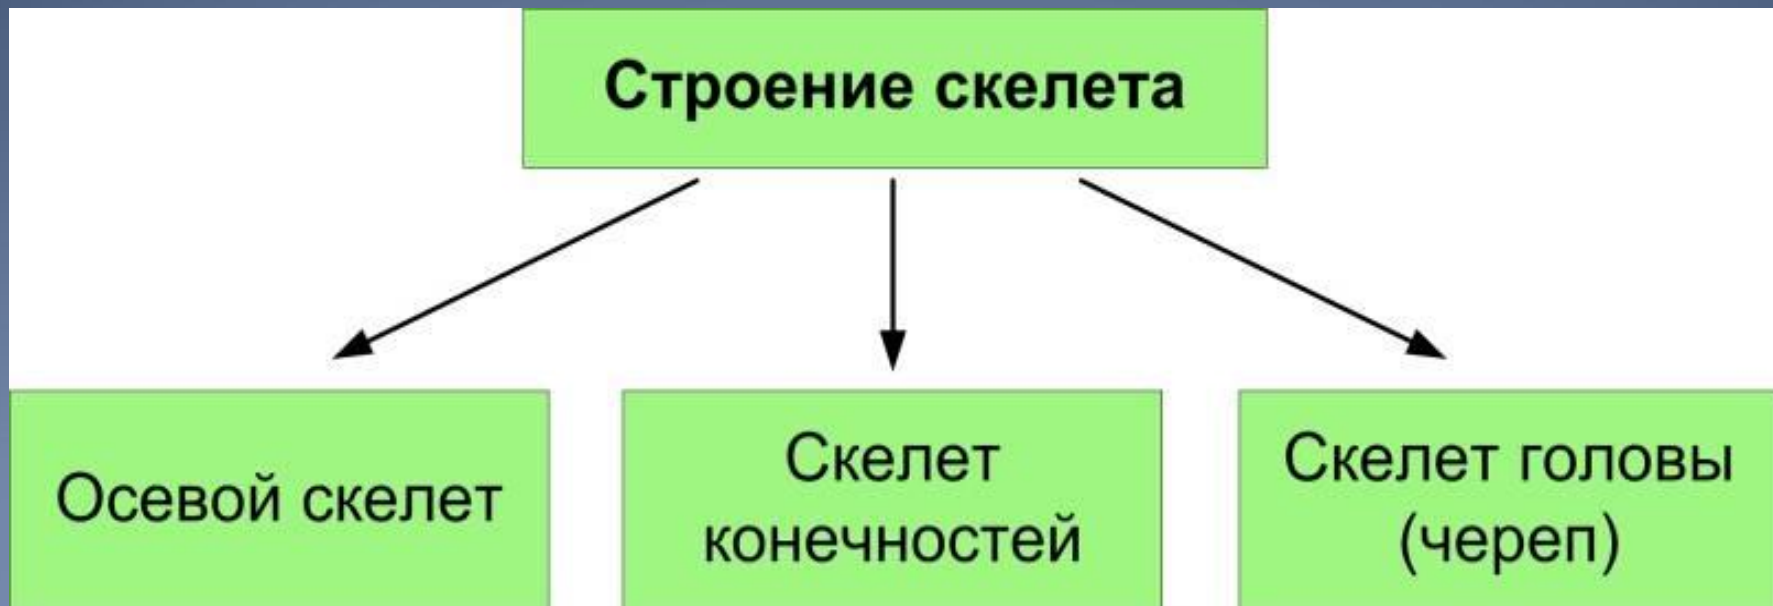 Строение скелета
Осевой скелет
Скелет
конечностей
Скелет головы
(череп)